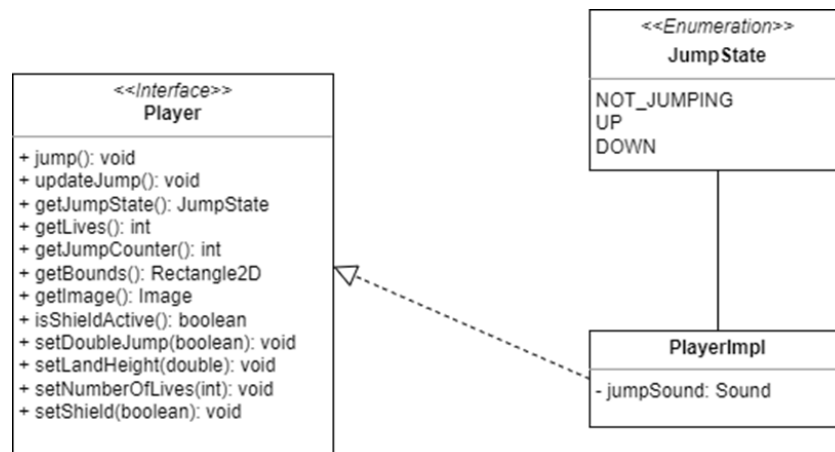 <<Interface>>
Player
+ jump(): void
+ updateJump(): void
+ getJumpState(): JumpState
+ getLives(): int
+ getJumpCounter(): int
+ getBounds(): Rectangle2D
+ getImage(): Image
+ isShieldActive(): boolean
+ setDoubleJump(boolean): void
+ setLandHeight(double): void
+ setNumberOfLives(int): void
+ setShield(boolean): void
<<Enumeration>>
JumpState
NOT_JUMPING
UP
DOWN
PlayerImpl
- jumpSound: Sound